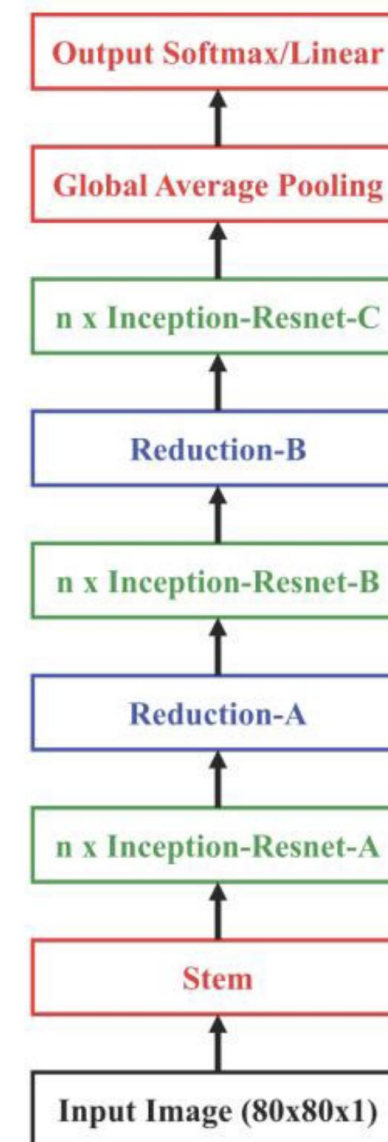 Output Softmax/Linear
Global Average Pooling
n x Inception-Resnet-C
Reduction-B
n x Inception-Resnet-B
Reduction-A
n x Inception-Resnet-A
Stem
Input Image (80x80x1)